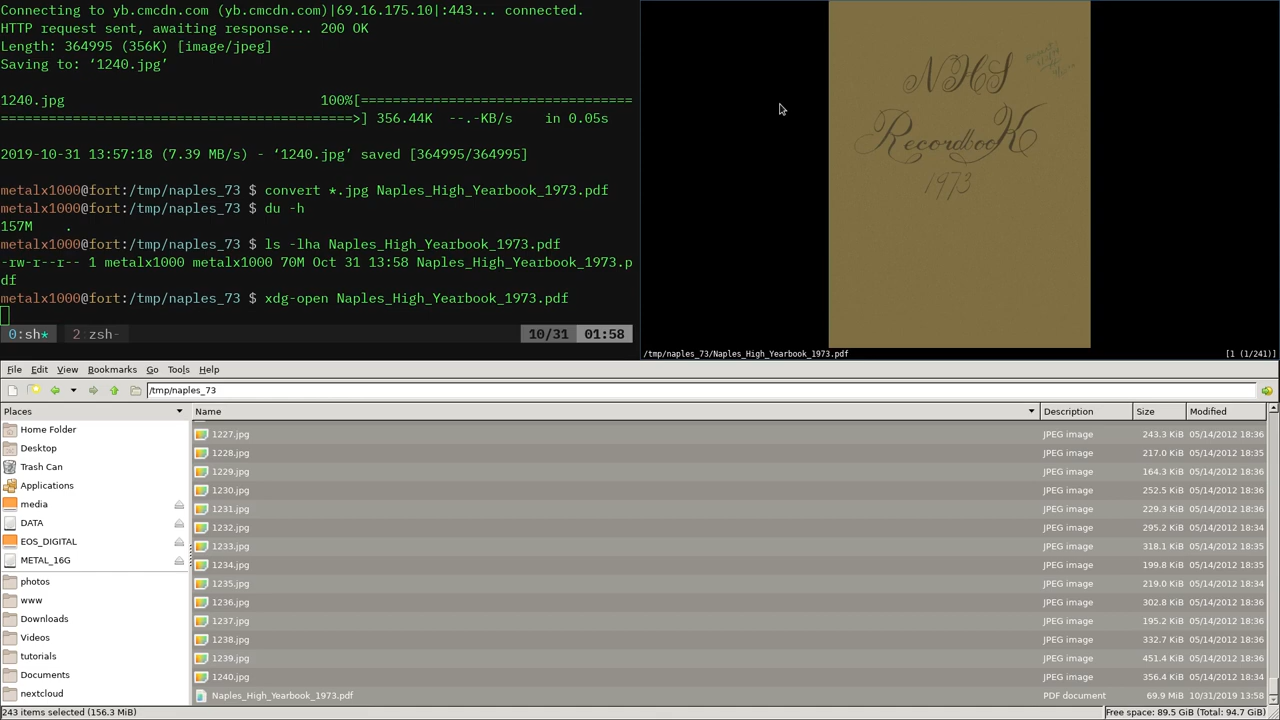 Connecting to yb.cmcdn.com (yb.cmcdn.com)|69.16.175.10|:443... connected.
HTTP request sent, awaiting response... 200 OK
Length: 364995 (356K) [image/jpeg]
Saving to: ‘1240.jpg’
1240.jpg 100%[==================================
============================================>] 356.44K --.-KB/s in 0.05s
2019-10-31 13:57:18 (7.39 MB/s) - ‘1240.jpg’ saved [364995/364995]
metalx1000@fort:/tmp/naples_73 $ convert *.jpg Naples_High_Yearbook_1973.pdf
metalx1000@fort:/tmp/naples_73 $ du -h
157M .
metalx1000@fort:/tmp/naples_73 $ ls -lha Naples_High_Yearbook_1973.pdf
-rw-r--r-- 1 metalx1000 metalx1000 70M Oct 31 13:58 Naples_High_Yearbook_1973.p
df
metalx1000@fort:/tmp/naples_73 $ xdg-open Naples_High_Yearbook_1973.pdf
0:sh* 2:zsh- 10/31 01:58
NHS
RecordbooK
1973
/tmp/naples_73/Naples_High_Yearbook_1973.pdf [1 (1/241)]
File Edit View Bookmarks Go Tools Help
/tmp/naples_73
Places
Home Folder
Desktop
Trash Can
Applications
media
DATA
EOS_DIGITAL
METAL_16G
photos
www
Downloads
Videos
tutorials
Documents
nextcloud
Name Description Size Modified
1227.jpg JPEG image 243.3 KiB 05/14/2012 18:36
1228.jpg JPEG image 217.0 KiB 05/14/2012 18:35
1229.jpg JPEG image 164.3 KiB 05/14/2012 18:36
1230.jpg JPEG image 252.5 KiB 05/14/2012 18:36
1231.jpg JPEG image 229.3 KiB 05/14/2012 18:36
1232.jpg JPEG image 295.2 KiB 05/14/2012 18:34
1233.jpg JPEG image 318.1 KiB 05/14/2012 18:35
1234.jpg JPEG image 199.8 KiB 05/14/2012 18:35
1235.jpg JPEG image 219.0 KiB 05/14/2012 18:34
1236.jpg JPEG image 302.8 KiB 05/14/2012 18:36
1237.jpg JPEG image 195.2 KiB 05/14/2012 18:36
1238.jpg JPEG image 332.7 KiB 05/14/2012 18:36
1239.jpg JPEG image 451.4 KiB 05/14/2012 18:36
1240.jpg JPEG image 356.4 KiB 05/14/2012 18:34
Naples_High_Yearbook_1973.pdf PDF document 69.9 MiB 10/31/2019 13:58
243 items selected (156.3 MiB) Free space: 89.5 GiB (Total: 94.7 GiB)